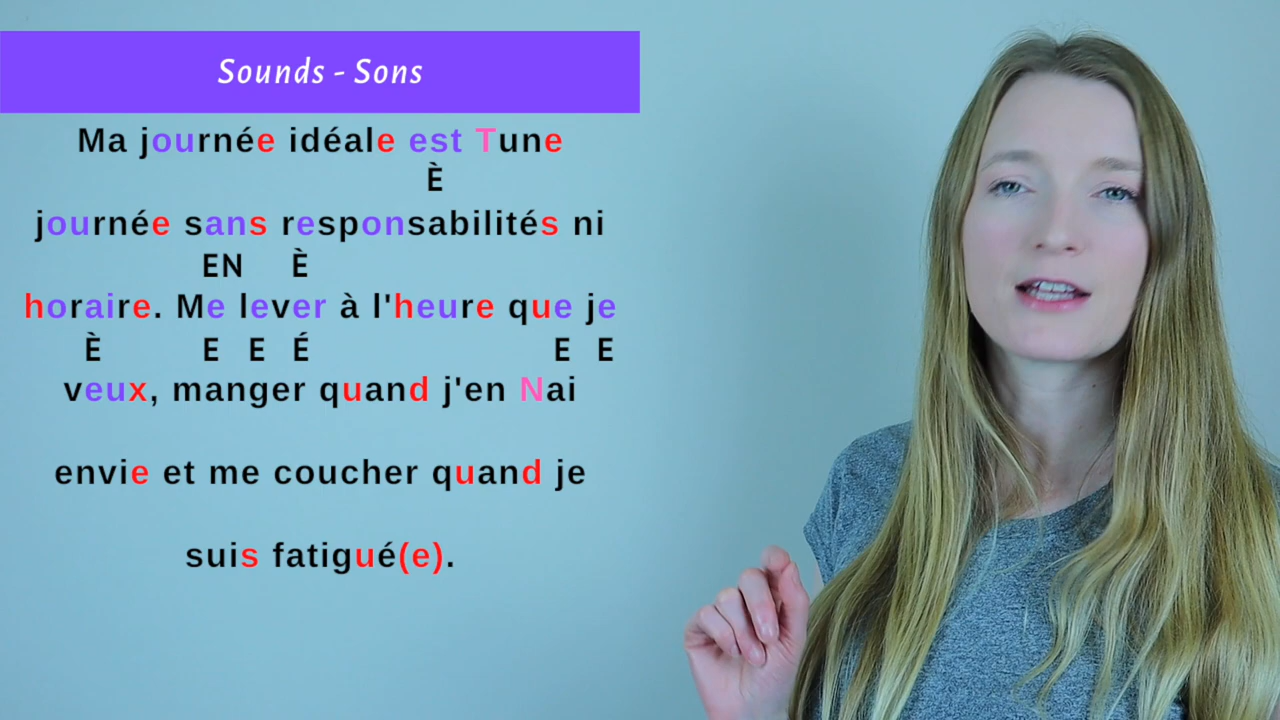 Sounds - Sons
Ma journée idéale est Tune
È
journée sans responsabilités ni
EN È
horaire. Me lever à l'heure que je
È E E É E E
veux, manger quand j'en Nai
envie et me coucher quand je
suis fatigué(e).